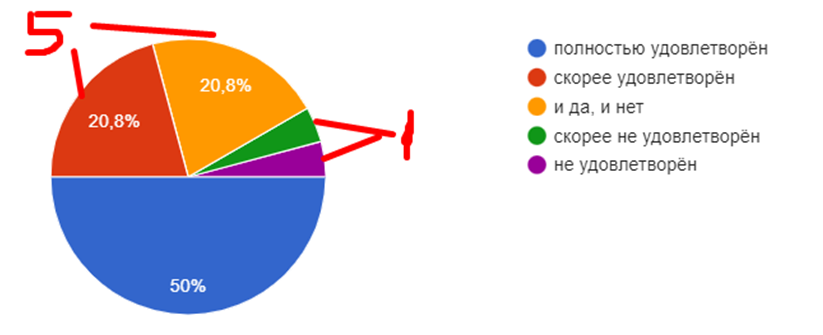 5
20,8%
20,8%
1
50%
полностью удовлетворён
скорее удовлетворён
и да, и нет
скорее не удовлетворён
не удовлетворён